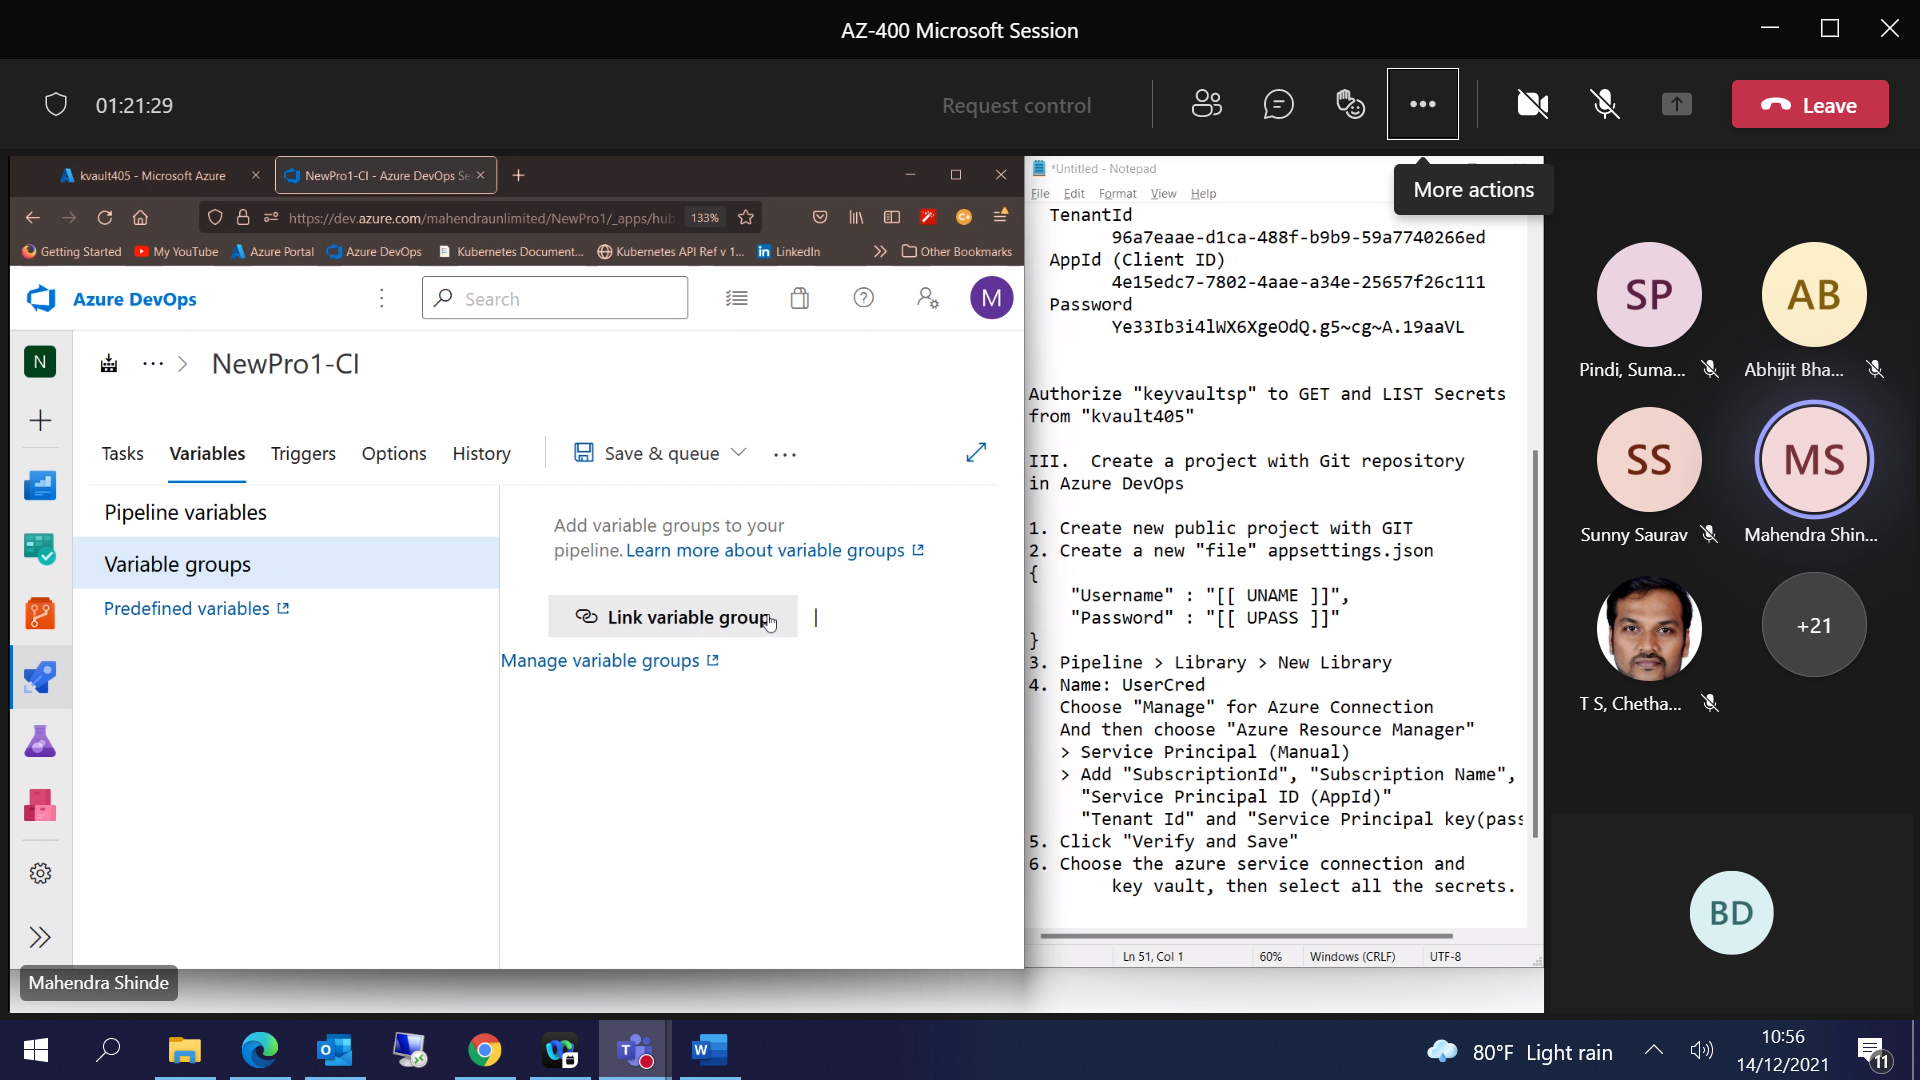 AZ-400 Microsoft Session
01:21:29
Request control
Leave
More actions
kvault405 - Microsoft Azure
NewPro1-CI - Azure DevOps Se
https://dev.azure.com/mahendraunlimited/NewPro1/_apps/hub
133%
Getting Started
My YouTube
Azure Portal
Azure DevOps
Kubernetes Document...
Kubernetes API Ref v 1...
LinkedIn
Other Bookmarks
Azure DevOps
Search
M
N
NewPro1-CI
Tasks
Variables
Triggers
Options
History
Save & queue
Pipeline variables
Variable groups
Predefined variables
Add variable groups to your
pipeline. Learn more about variable groups
Link variable group
Manage variable groups
Mahendra Shinde
*Untitled - Notepad
File Edit Format View Help
TenantId
96a7eaae-d1ca-488f-b9b9-59a7740266ed
AppId (Client ID)
4e15edc7-7802-4aae-a34e-25657f26c111
Password
Ye33Ib3i4lWX6XgeOdQ.g5~cg~A.19aaVL
Authorize "keyvaultsp" to GET and LIST Secrets
from "kvault405"
III. Create a project with Git repository
in Azure DevOps
1. Create new public project with GIT
2. Create a new "file" appsettings.json
{
"Username" : "[[ UNAME ]]",
"Password" : "[[ UPASS ]]"
}
3. Pipeline > Library > New Library
4. Name: UserCred
Choose "Manage" for Azure Connection
And then choose "Azure Resource Manager"
> Service Principal (Manual)
> Add "SubscriptionId", "Subscription Name",
"Service Principal ID (AppId)"
"Tenant Id" and "Service Principal key(pass
5. Click "Verify and Save"
6. Choose the azure service connection and
key vault, then select all the secrets.
Ln 51, Col 1
60%
Windows (CRLF)
UTF-8
SP
Pindi, Suma...
AB
Abhijit Bha...
SS
Sunny Saurav
MS
Mahendra Shin...
T S, Chetha...
+21
BD
80°F Light rain
10:56
14/12/2021
11